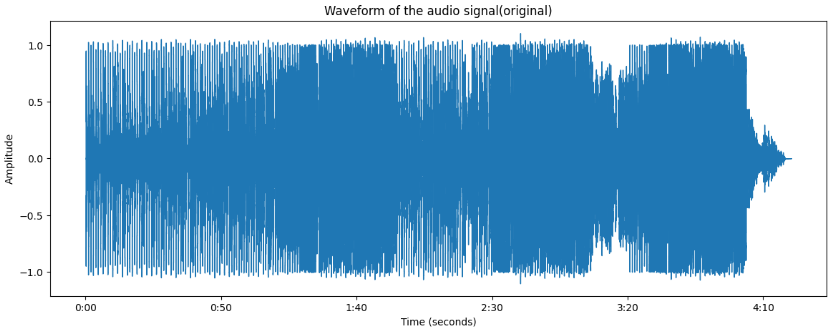 Waveform of the audio signal(original)
1.0
0.5
0.0
−0.5
−1.0
Amplitude
0:00 0:50 1:40 2:30 3:20 4:10
Time (seconds)